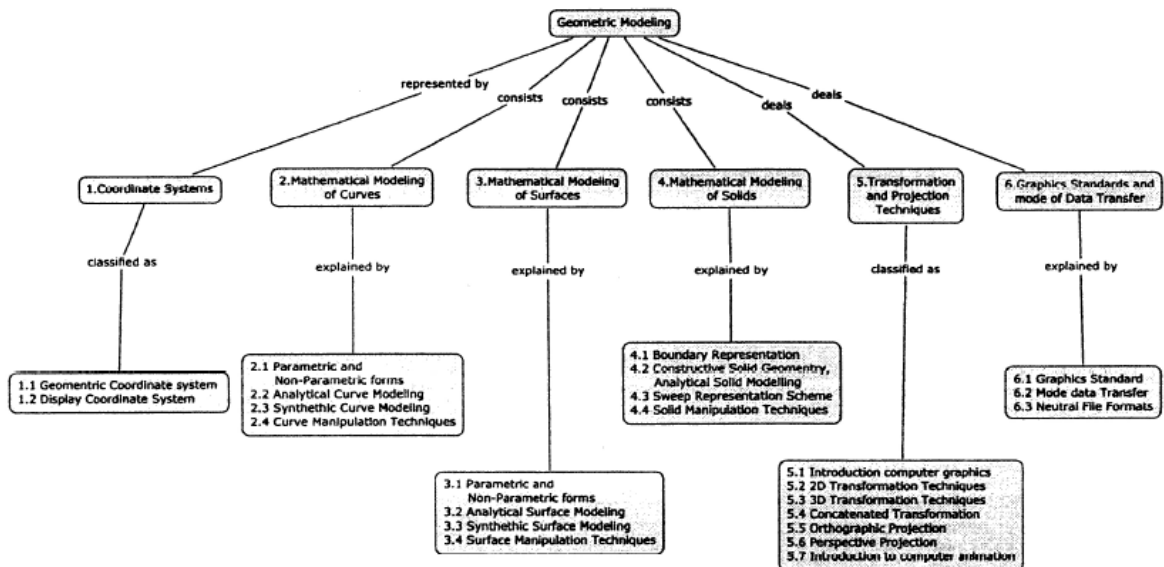 Geometric Modeling
represented by
consists
consists
consists
deals
deals
1.Coordinate Systems
2.Mathematical Modeling
of Curves
3.Mathematical Modeling
of Surfaces
4.Mathematical Modeling
of Solids
5.Transformation
and Projection
Techniques
6.Graphics Standards and
mode of Data Transfer
classified as
explained by
explained by
explained by
classified as
explained by
1.1 Geomentric Coordinate system
1.2 Display Coordinate System
2.1 Parametric and
Non-Parametric forms
2.2 Analytical Curve Modeling
2.3 Synthethic Curve Modeling
2.4 Curve Manipulation Techniques
3.1 Parametric and
Non-Parametric forms
3.2 Analytical Surface Modeling
3.3 Synthethic Surface Modeling
3.4 Surface Manipulation Techniques
4.1 Boundary Representation
4.2 Constructive Solid Geomentry,
Analytical Solid Modelling
4.3 Sweep Representation Scheme
4.4 Solid Manipulation Techniques
5.1 Introduction computer graphics
5.2 2D Transformation Techniques
5.3 3D Transformation Techniques
5.4 Concatenated Transformation
5.5 Orthographic Projection
5.6 Perspective Projection
5.7 Introduction to computer animation
6.1 Graphics Standard
6.2 Mode data Transfer
6.3 Neutral File Formats